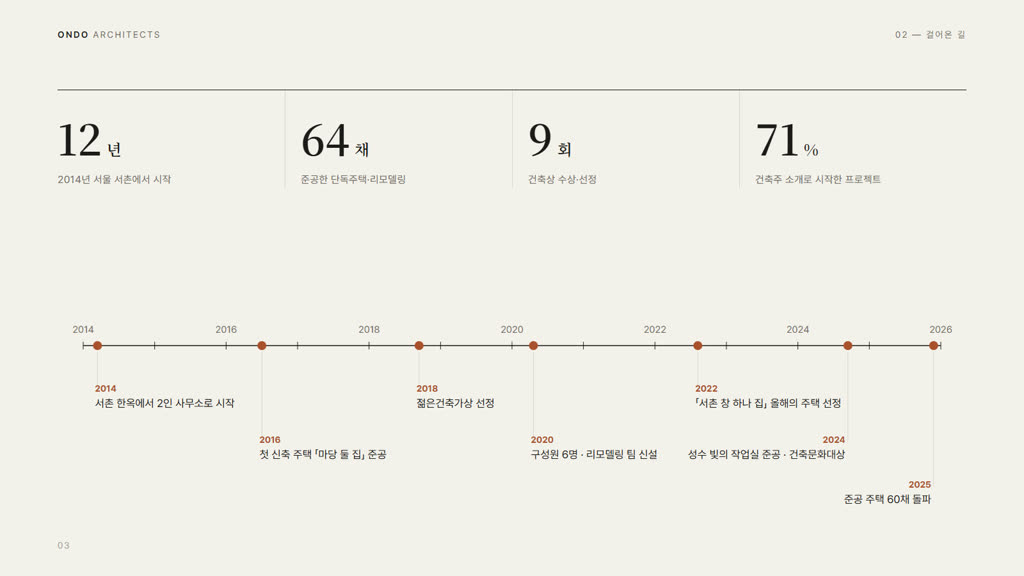 ONDO ARCHITECTS
02 — 걸어온 길
12 년
2014년 서울 서촌에서 시작
64 채
준공한 단독주택·리모델링
9 회
건축상 수상·선정
71 %
건축주 소개로 시작한 프로젝트
2014 2016 2018 2020 2022 2024 2026
2014
서촌 한옥에서 2인 사무소로 시작
2018
젊은건축가상 선정
2022
「서촌 창 하나 집」 올해의 주택 선정
2016
첫 신축 주택 「마당 둘 집」 준공
2020
구성원 6명 · 리모델링 팀 신설
2024
성수 빛의 작업실 준공 · 건축문화대상
2025
준공 주택 60채 돌파
03